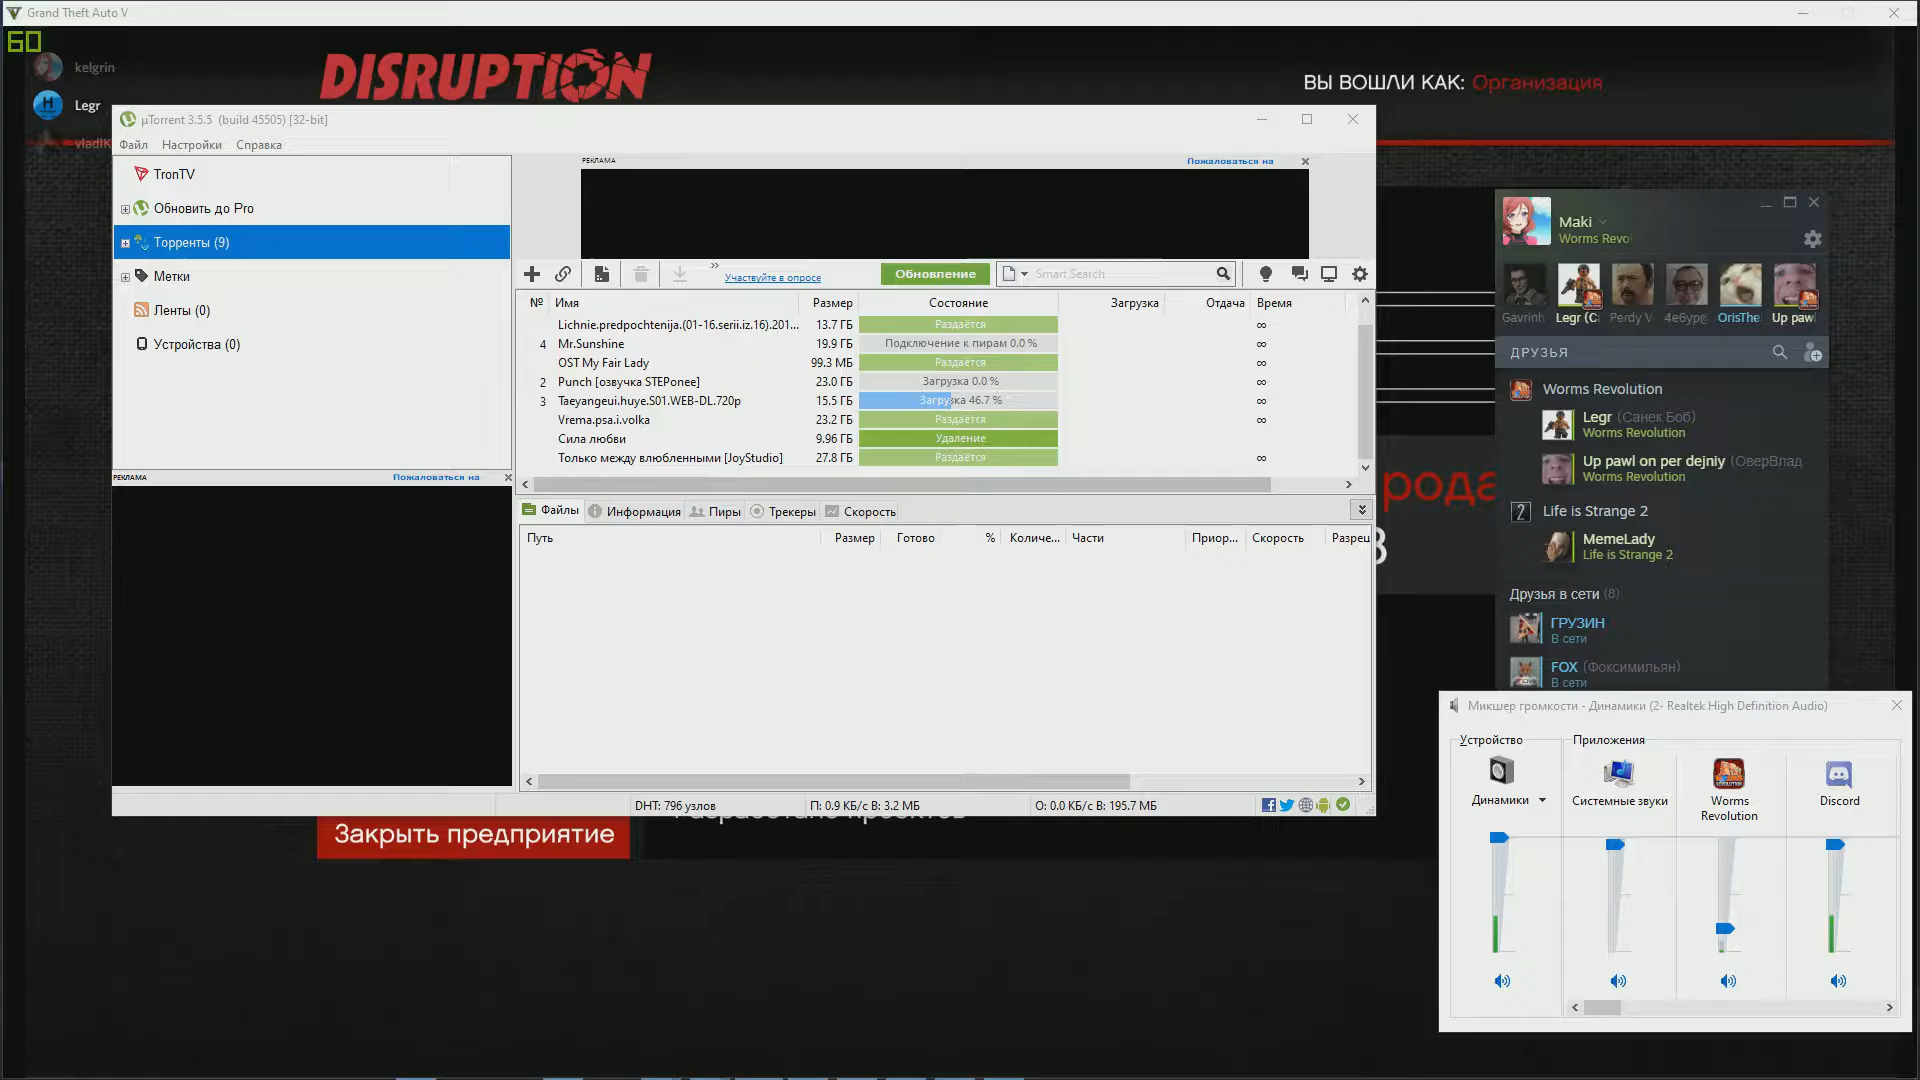 Grand Theft Auto V
60
kelgrin
Legr
DISRUPTION
ВЫ ВОШЛИ КАК: Организация
µTorrent 3.5.5 (build 45505) [32-bit]
Файл Настройки Справка
TronTV
Обновить до Pro
Торренты (9)
Метки
Ленты (0)
Устройства (0)
РЕКЛАМА Пожаловаться на
РЕКЛАМА Пожаловаться на
Участвуйте в опросе
Обновление
Smart Search
№ Имя Размер Состояние Загрузка Отдача Время
Lichnie.predpochtenija.(01-16.serii.iz.16).201... 13.7 ГБ Раздаётся ∞
4 Mr.Sunshine 19.9 ГБ Подключение к пирам 0.0 % ∞
OST My Fair Lady 99.3 МБ Раздаётся ∞
2 Punch [озвучка STEPonee] 23.0 ГБ Загрузка 0.0 % ∞
3 Taeyangeui.huye.S01.WEB-DL.720p 15.5 ГБ Загрузка 46.7 % ∞
Vrema.psa.i.volka 23.2 ГБ Раздаётся ∞
Сила любви 9.96 ГБ Удаление
Только между влюбленными [JoyStudio] 27.8 ГБ Раздаётся ∞
Файлы Информация Пиры Трекеры Скорость
Путь Размер Готово % Количе... Части Приор... Скорость Разреш
DHT: 796 узлов П: 0.9 КБ/с В: 3.2 МБ О: 0.0 КБ/с В: 195.7 МБ
Закрыть предприятие
Maki
Worms Revo
Gavrinh Legr (С Perdy V 4ебур@ OrisThe Up pawl
ДРУЗЬЯ
Worms Revolution
Legr (Санек Боб)
Worms Revolution
Up pawl on per dejniy (ОверВлад
Worms Revolution
Life is Strange 2
MemeLady
Life is Strange 2
Друзья в сети (8)
ГРУЗИН
В сети
FOX (Фоксимильян)
В сети
Микшер громкости - Динамики (2- Realtek High Definition Audio)
Устройство Приложения
Динамики
Системные звуки
Worms
Revolution
Discord